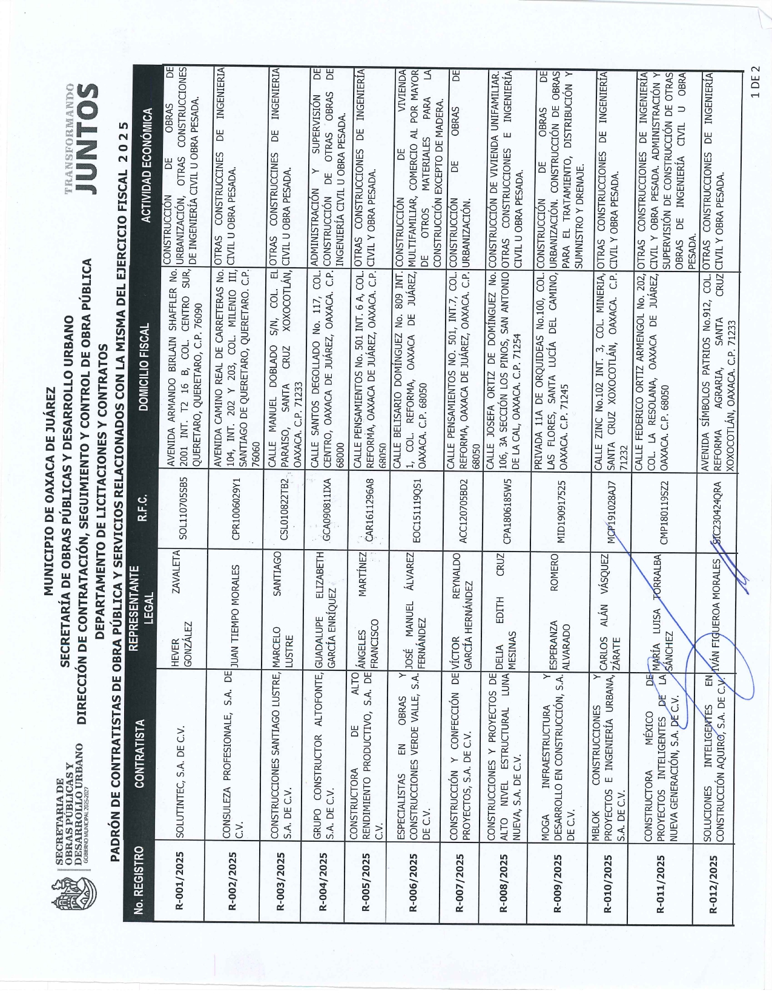 SECRETARÍA DE
OBRAS PÚBLICAS Y
DESARROLLO URBANO
GOBIERNO MUNICIPAL 2025-2027
TRANSFORMANDO
JUNTOS
MUNICIPIO DE OAXACA DE JUÁREZ
SECRETARÍA DE OBRAS PÚBLICAS Y DESARROLLO URBANO
DIRECCIÓN DE CONTRATACIÓN, SEGUIMIENTO Y CONTROL DE OBRA PÚBLICA
DEPARTAMENTO DE LICITACIONES Y CONTRATOS
PADRÓN DE CONTRATISTAS DE OBRA PÚBLICA Y SERVICIOS RELACIONADOS CON LA MISMA DEL EJERCICIO FISCAL 2025
No. REGISTRO
CONTRATISTA
REPRESENTANTE
LEGAL
R.F.C.
DOMICILIO FISCAL
ACTIVIDAD ECONÓMICA
R-001/2025
SOLUTINTEC, S.A. DE C.V.
HEVER ZAVALETA
GONZÁLEZ
SOL110705SB5
AVENIDA ARMANDO BIRLAIN SHAFFLER No.
2001 INT. T2 16 B, COL. CENTRO SUR,
QUERETARO, QUERETARO, C.P. 76090
CONSTRUCCIÓN DE OBRAS DE
URBANIZACIÓN, OTRAS CONSTRUCCIONES
DE INGENIERÍA CIVIL U OBRA PESADA.
R-002/2025
CONSULEZA PROFESIONALE, S.A. DE
C.V.
JUAN TIEMPO MORALES
CPR1006029Y1
AVENIDA CAMINO REAL DE CARRETERAS No.
104, INT. 202 Y 203, COL. MILENIO III,
SANTIAGO DE QUERETARO, QUERETARO. C.P.
76060
OTRAS CONSTRUCCINES DE INGENIERIA
CIVIL U OBRA PESADA.
R-003/2025
CONSTRUCCIONES SANTIAGO LUSTRE,
S.A. DE C.V.
MARCELO SANTIAGO
LUSTRE
CSL010822TB2
CALLE MANUEL DOBLADO S/N, COL. EL
PARAISO, SANTA CRUZ XOXOCOTLÁN,
OAXACA. C.P. 71233
OTRAS CONSTRUCCINES DE INGENIERIA
CIVIL U OBRA PESADA.
R-004/2025
GRUPO CONSTRUCTOR ALTOFONTE,
S.A. DE C.V.
GUADALUPE ELIZABETH
GARCÍA ENRÍQUEZ
GCA090811IXA
CALLE SANTOS DEGOLLADO No. 117, COL.
CENTRO, OAXACA DE JUÁREZ, OAXACA. C.P.
68000
ADMINISTRACIÓN Y SUPERVISIÓN DE
CONSTRUCCIÓN DE OTRAS OBRAS DE
INGENIERÍA CIVIL U OBRA PESADA.
R-005/2025
CONSTRUCTORA DE ALTO
RENDIMIENTO PRODUCTIVO, S.A. DE
C.V.
ÁNGELES MARTÍNEZ
FRANCISCO
CAR1611296A8
CALLE PENSAMIENTOS No. 501 INT. 6 A, COL.
REFORMA, OAXACA DE JUÁREZ, OAXACA. C.P.
68050
OTRAS CONSTRUCCIONES DE INGENIERÍA
CIVIL Y OBRA PESADA.
R-006/2025
ESPECIALISTAS EN OBRAS Y
CONSTRUCCIONES VERDE VALLE, S.A.
DE C.V.
JOSÉ MANUEL ÁLVAREZ
FERNÁNDEZ
EOC151119QS1
CALLE BELISARIO DOMÍNGUEZ No. 809 INT.
1, COL. REFORMA, OAXACA DE JUÁREZ,
OAXACA. C.P. 68050
CONSTRUCCIÓN DE VIVIENDA
MULTIFAMILIAR, COMERCIO AL POR MAYOR
DE OTROS MATERIALES PARA LA
CONSTRUCCIÓN EXCEPTO DE MADERA.
R-007/2025
CONSTRUCCIÓN Y CONFECCIÓN DE
PROYECTOS, S.A. DE C.V.
VÍCTOR REYNALDO
GARCÍA HERNÁNDEZ
ACC120705BD2
CALLE PENSAMIENTOS NO. 501, INT.7, COL.
REFORMA, OAXACA DE JUÁREZ, OAXACA. C.P.
68050
CONSTRUCCIÓN DE OBRAS DE
URBANIZACIÓN.
R-008/2025
CONSTRUCCIONES Y PROYECTOS DE
ALTO NIVEL ESTRUCTURAL LUNA
NUEVA, S.A. DE C.V.
DELIA EDITH CRUZ
MESINAS
CPA1806185W5
CALLE JOSEFA ORTIZ DE DOMÍNGUEZ No.
106, 3A SECCIÓN LOS PINOS, SAN ANTONIO
DE LA CAL, OAXACA. C.P. 71254
CONSTRUCCIÓN DE VIVIENDA UNIFAMILIAR.
OTRAS CONSTRUCCIONES E INGENIERÍA
CIVIL U OBRA PESADA.
R-009/2025
MOGA INFRAESTRUCTURA Y
DESARROLLO EN CONSTRUCCIÓN, S.A.
DE C.V.
ESPERANZA ROMERO
ALVARADO
MID190917525
PRIVADA 11A DE ORQUIDEAS No.100, COL.
LAS FLORES, SANTA LUCÍA DEL CAMINO,
OAXACA. C.P. 71245
CONSTRUCCIÓN DE OBRAS DE
URBANIZACIÓN. CONSTRUCCIÓN DE OBRAS
PARA EL TRATAMIENTO, DISTRIBUCIÓN Y
SUMINISTRO Y DRENAJE.
R-010/2025
MBLOK CONSTRUCCIONES Y
PROYECTOS E INGENIERÍA URBANA,
S.A. DE C.V.
CARLOS ALÁN VÁSQUEZ
ZÁRATE
MCP191028AJ7
CALLE ZINC No.102 INT. 3, COL. MINERIA,
SANTA CRUZ XOXOCOTLÁN, OAXACA. C.P.
71232
OTRAS CONSTRUCCIONES DE INGENIERÍA
CIVIL Y OBRA PESADA.
R-011/2025
CONSTRUCTORA MÉXICO DE
PROYECTOS INTELIGENTES DE LA
NUEVA GENERACIÓN, S.A. DE C.V.
MARÍA LUISA TORRALBA
SÁNCHEZ
CMP180119SZ2
CALLE FEDERICO ORTIZ ARMENGOL No. 202,
COL. LA RESOLANA, OAXACA DE JUÁREZ,
OAXACA. C.P. 68050
OTRAS CONSTRUCCIONES DE INGENIERÍA
CIVIL Y OBRA PESADA. ADMINISTRACIÓN Y
SUPERVISIÓN DE CONSTRUCCIÓN DE OTRAS
OBRAS DE INGENIERÍA CIVIL U OBRA
PESADA.
R-012/2025
SOLUCIONES INTELIGENTES EN
CONSTRUCCIÓN AQUIRO, S.A. DE C.V.
IVÁN FIGUEROA MORALES
SIC230424QRA
AVENIDA SÍMBOLOS PATRIOS No.912, COL.
REFORMA AGRARIA, SANTA CRUZ
XOXOCOTLÁN, OAXACA. C.P. 71233
OTRAS CONSTRUCCIONES DE INGENIERÍA
CIVIL Y OBRA PESADA.
1 DE 2